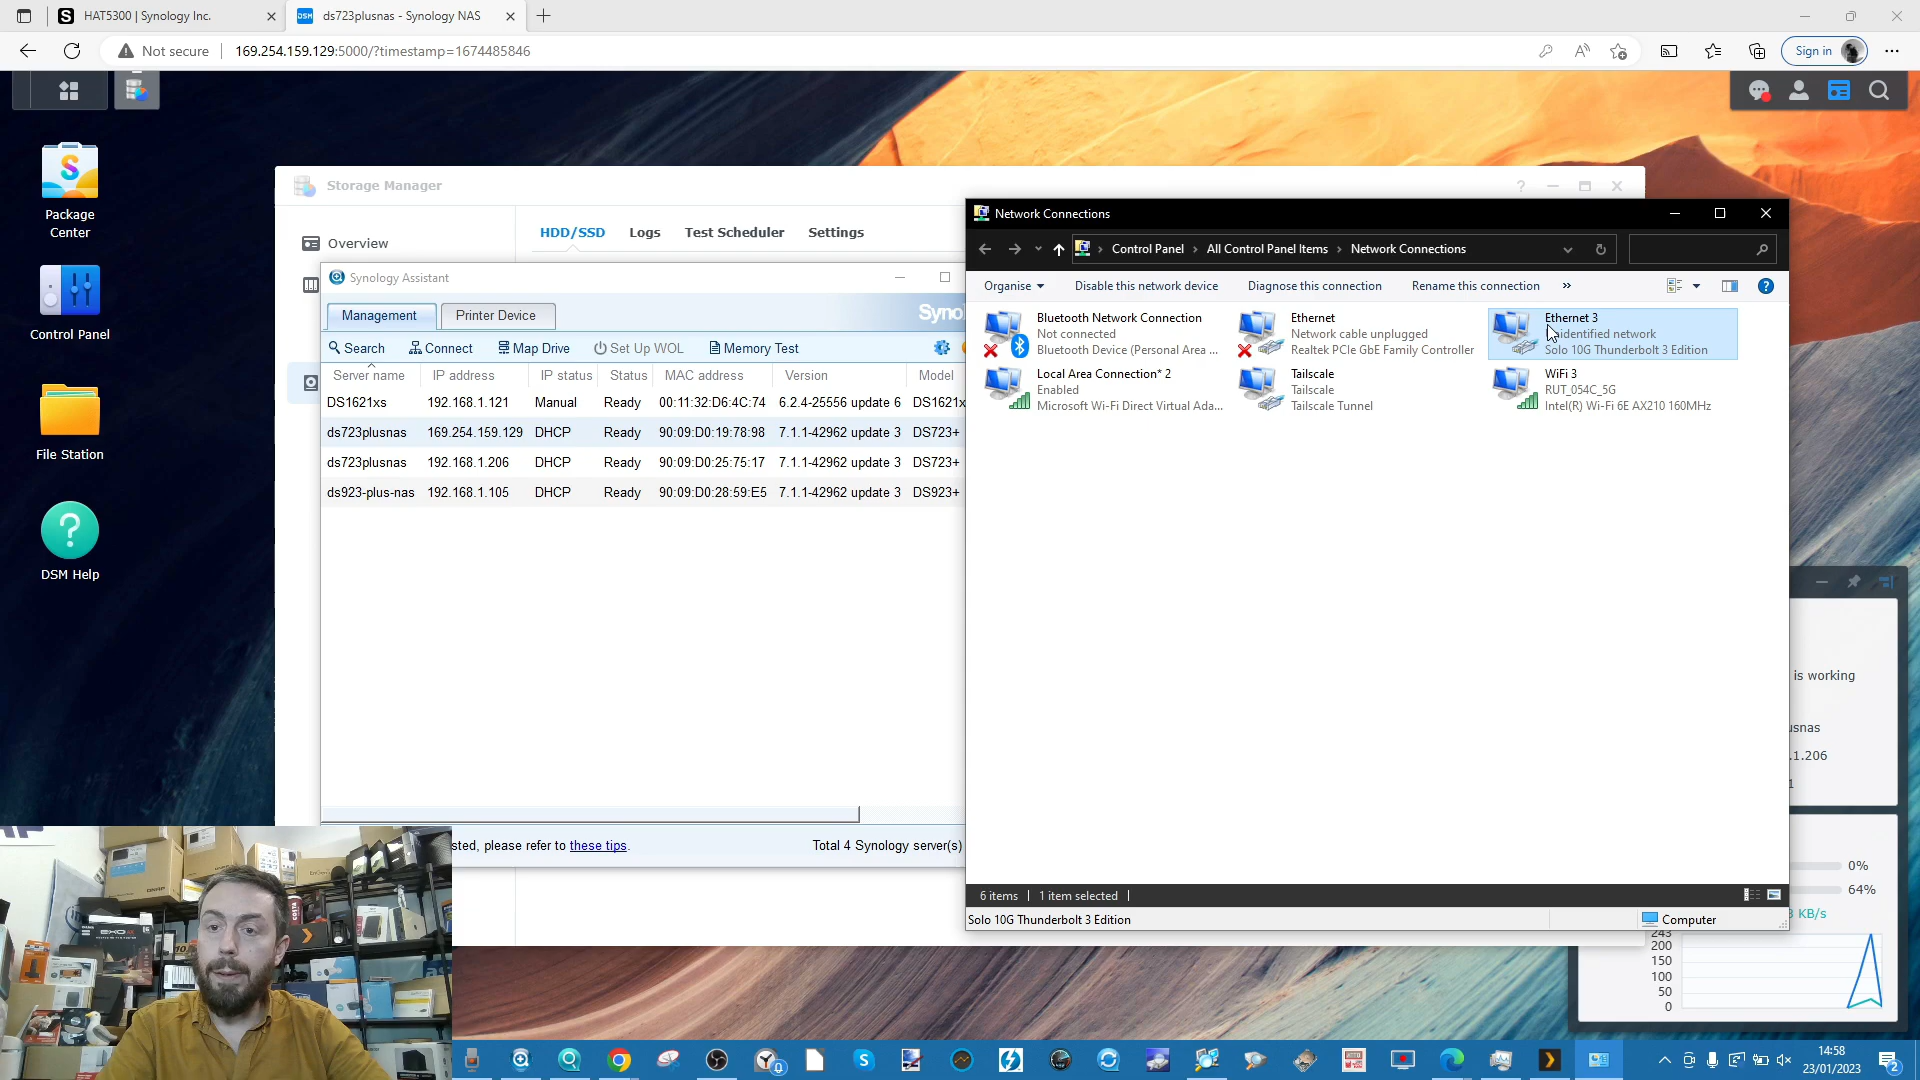 HAT5300 | Synology Inc.
ds723plusnas - Synology NAS
Not secure
169.254.159.129:5000/?timestamp=1674485846
Sign in
Package
Center
Control Panel
File Station
DSM Help
Storage Manager
Overview
HDD/SSD
Logs
Test Scheduler
Settings
Synology Assistant
Management
Printer Device
Search
Connect
Map Drive
Set Up WOL
Memory Test
Server name IP address IP status Status MAC address Version Model
DS1621xs 192.168.1.121 Manual Ready 00:11:32:D6:4C:74 6.2.4-25556 update 6 DS1621x
ds723plusnas 169.254.159.129 DHCP Ready 90:09:D0:19:78:98 7.1.1-42962 update 3 DS723+
ds723plusnas 192.168.1.206 DHCP Ready 90:09:D0:25:75:17 7.1.1-42962 update 3 DS723+
ds923-plus-nas 192.168.1.105 DHCP Ready 90:09:D0:28:59:E5 7.1.1-42962 update 3 DS923+
sted, please refer to these tips.
Total 4 Synology server(s)
Network Connections
Control Panel > All Control Panel Items > Network Connections
Organise
Disable this network device
Diagnose this connection
Rename this connection
»
Bluetooth Network Connection
Not connected
Bluetooth Device (Personal Area ...
Ethernet
Network cable unplugged
Realtek PCIe GbE Family Controller
Ethernet 3
identified network
Solo 10G Thunderbolt 3 Edition
Local Area Connection* 2
Enabled
Microsoft Wi-Fi Direct Virtual Ada...
Tailscale
Tailscale
Tailscale Tunnel
WiFi 3
RUT_054C_5G
Intel(R) Wi-Fi 6E AX210 160MHz
6 items
1 item selected
Solo 10G Thunderbolt 3 Edition
Computer
is working
usnas
.1.206
0%
64%
KB/s
243
200
150
100
50
0
14:58
23/01/2023
2